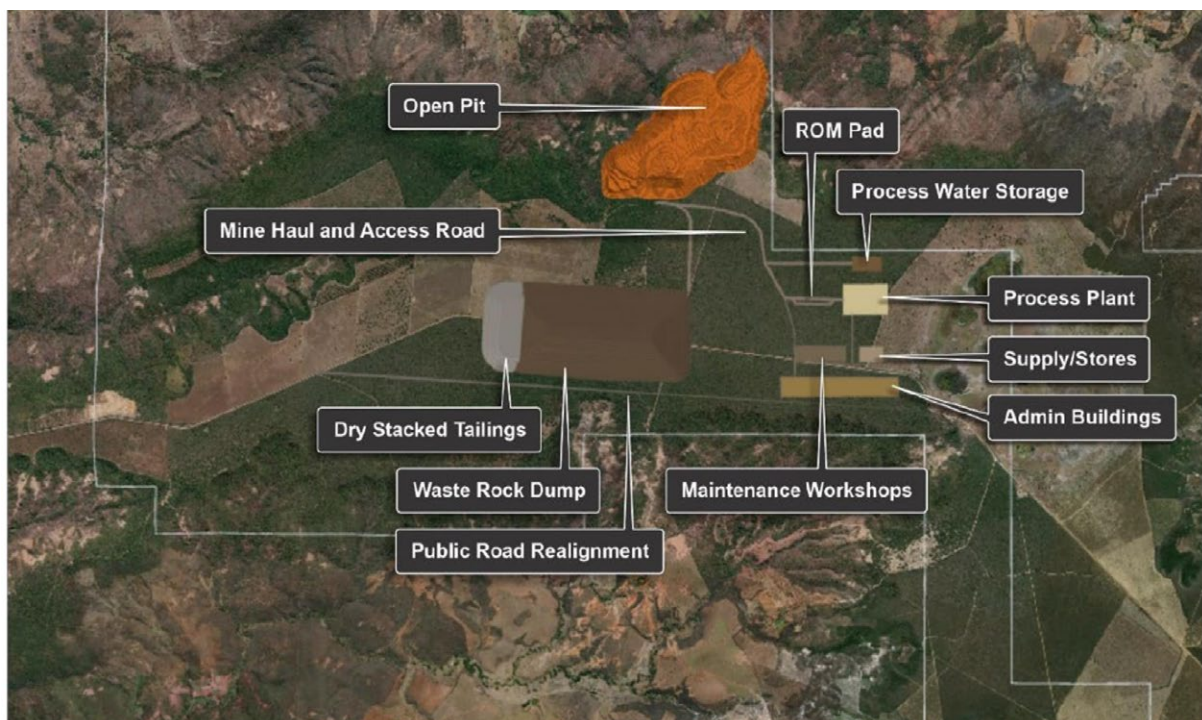 Open Pit
ROM Pad
Process Water Storage
Mine Haul and Access Road
Process Plant
Supply/Stores
Admin Buildings
Dry Stacked Tailings
Waste Rock Dump
Maintenance Workshops
Public Road Realignment